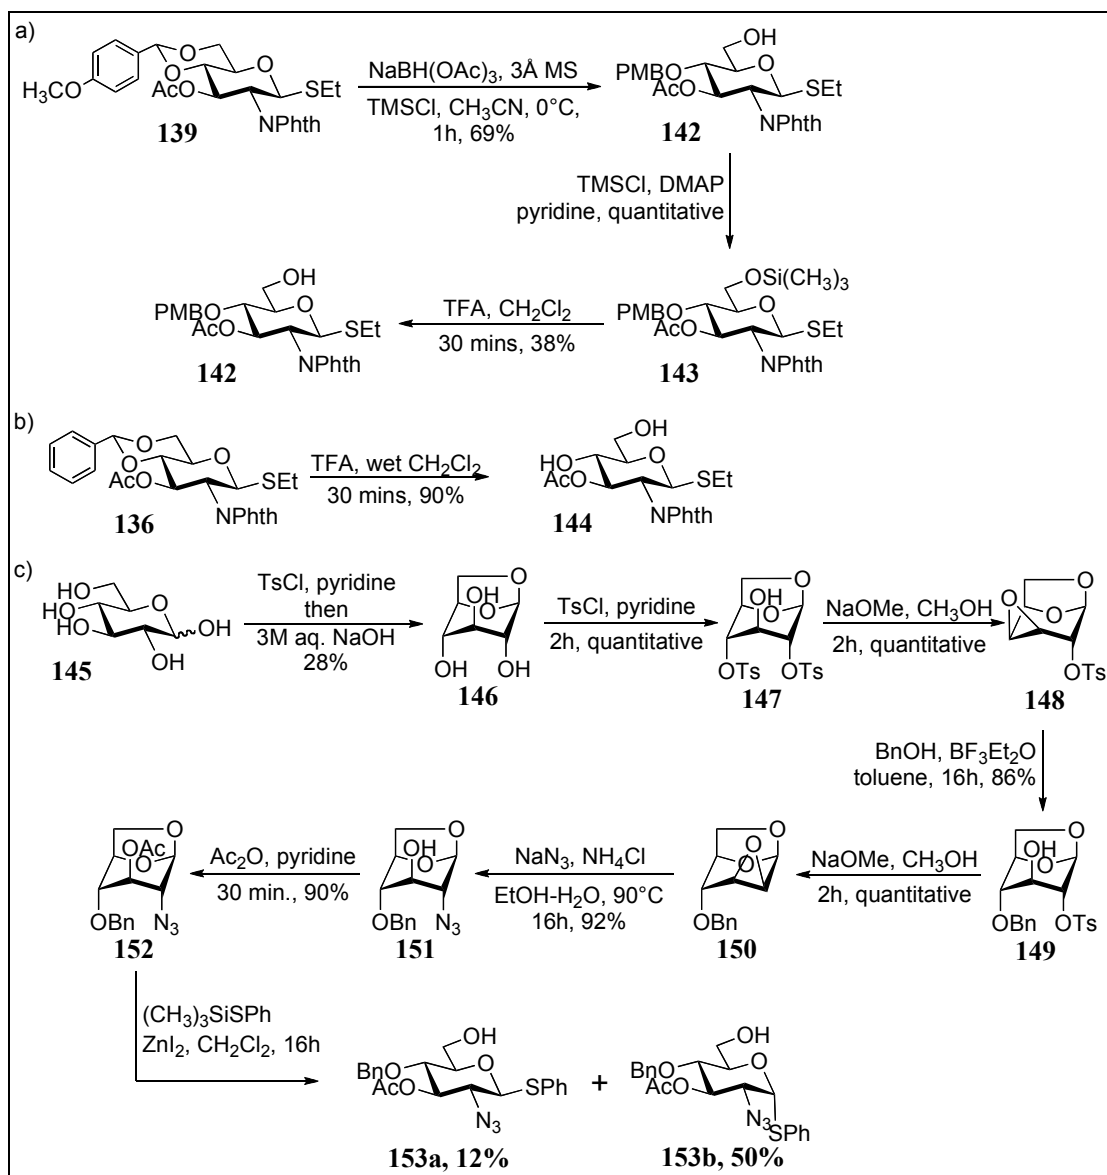 a)
O
O
O
O
CH₃O
AcO
SEt
NPhth
139
NaBH(OAc)₃, 3Å MS
TMSCl, CH₃CN, 0°C,
1h, 69%
OH
PMBO
O
AcO
SEt
NPhth
142
TMSCl, DMAP
pyridine, quantitative
OH
PMBO
O
AcO
SEt
NPhth
142
TFA, CH₂Cl₂
30 mins, 38%
OSi(CH₃)₃
PMBO
O
AcO
SEt
NPhth
143
b)
O
O
O
AcO
SEt
NPhth
136
TFA, wet CH₂Cl₂
30 mins, 90%
OH
HO
O
AcO
SEt
NPhth
144
c)
HO
HO
O
HO
OH
OH
145
TsCl, pyridine
then
3M aq. NaOH
28%
O
OH
O
OH
OH
146
TsCl, pyridine
2h, quantitative
O
OH
O
OTs OTs
147
NaOMe, CH₃OH
2h, quantitative
O
O
O
OTs
148
BnOH, BF₃Et₂O
toluene, 16h, 86%
O
OAc
O
OBn
N₃
152
Ac₂O, pyridine
30 min., 90%
O
OH
O
OBn
N₃
151
NaN₃, NH₄Cl
EtOH-H₂O, 90°C
16h, 92%
O
O
O
OBn
150
NaOMe, CH₃OH
2h, quantitative
O
OH
O
OBn
OTs
149
(CH₃)₃SiSPh
ZnI₂, CH₂Cl₂, 16h
OH
BnO
O
AcO
SPh
N₃
153a, 12%
+
OH
BnO
O
AcO
N₃
SPh
153b, 50%